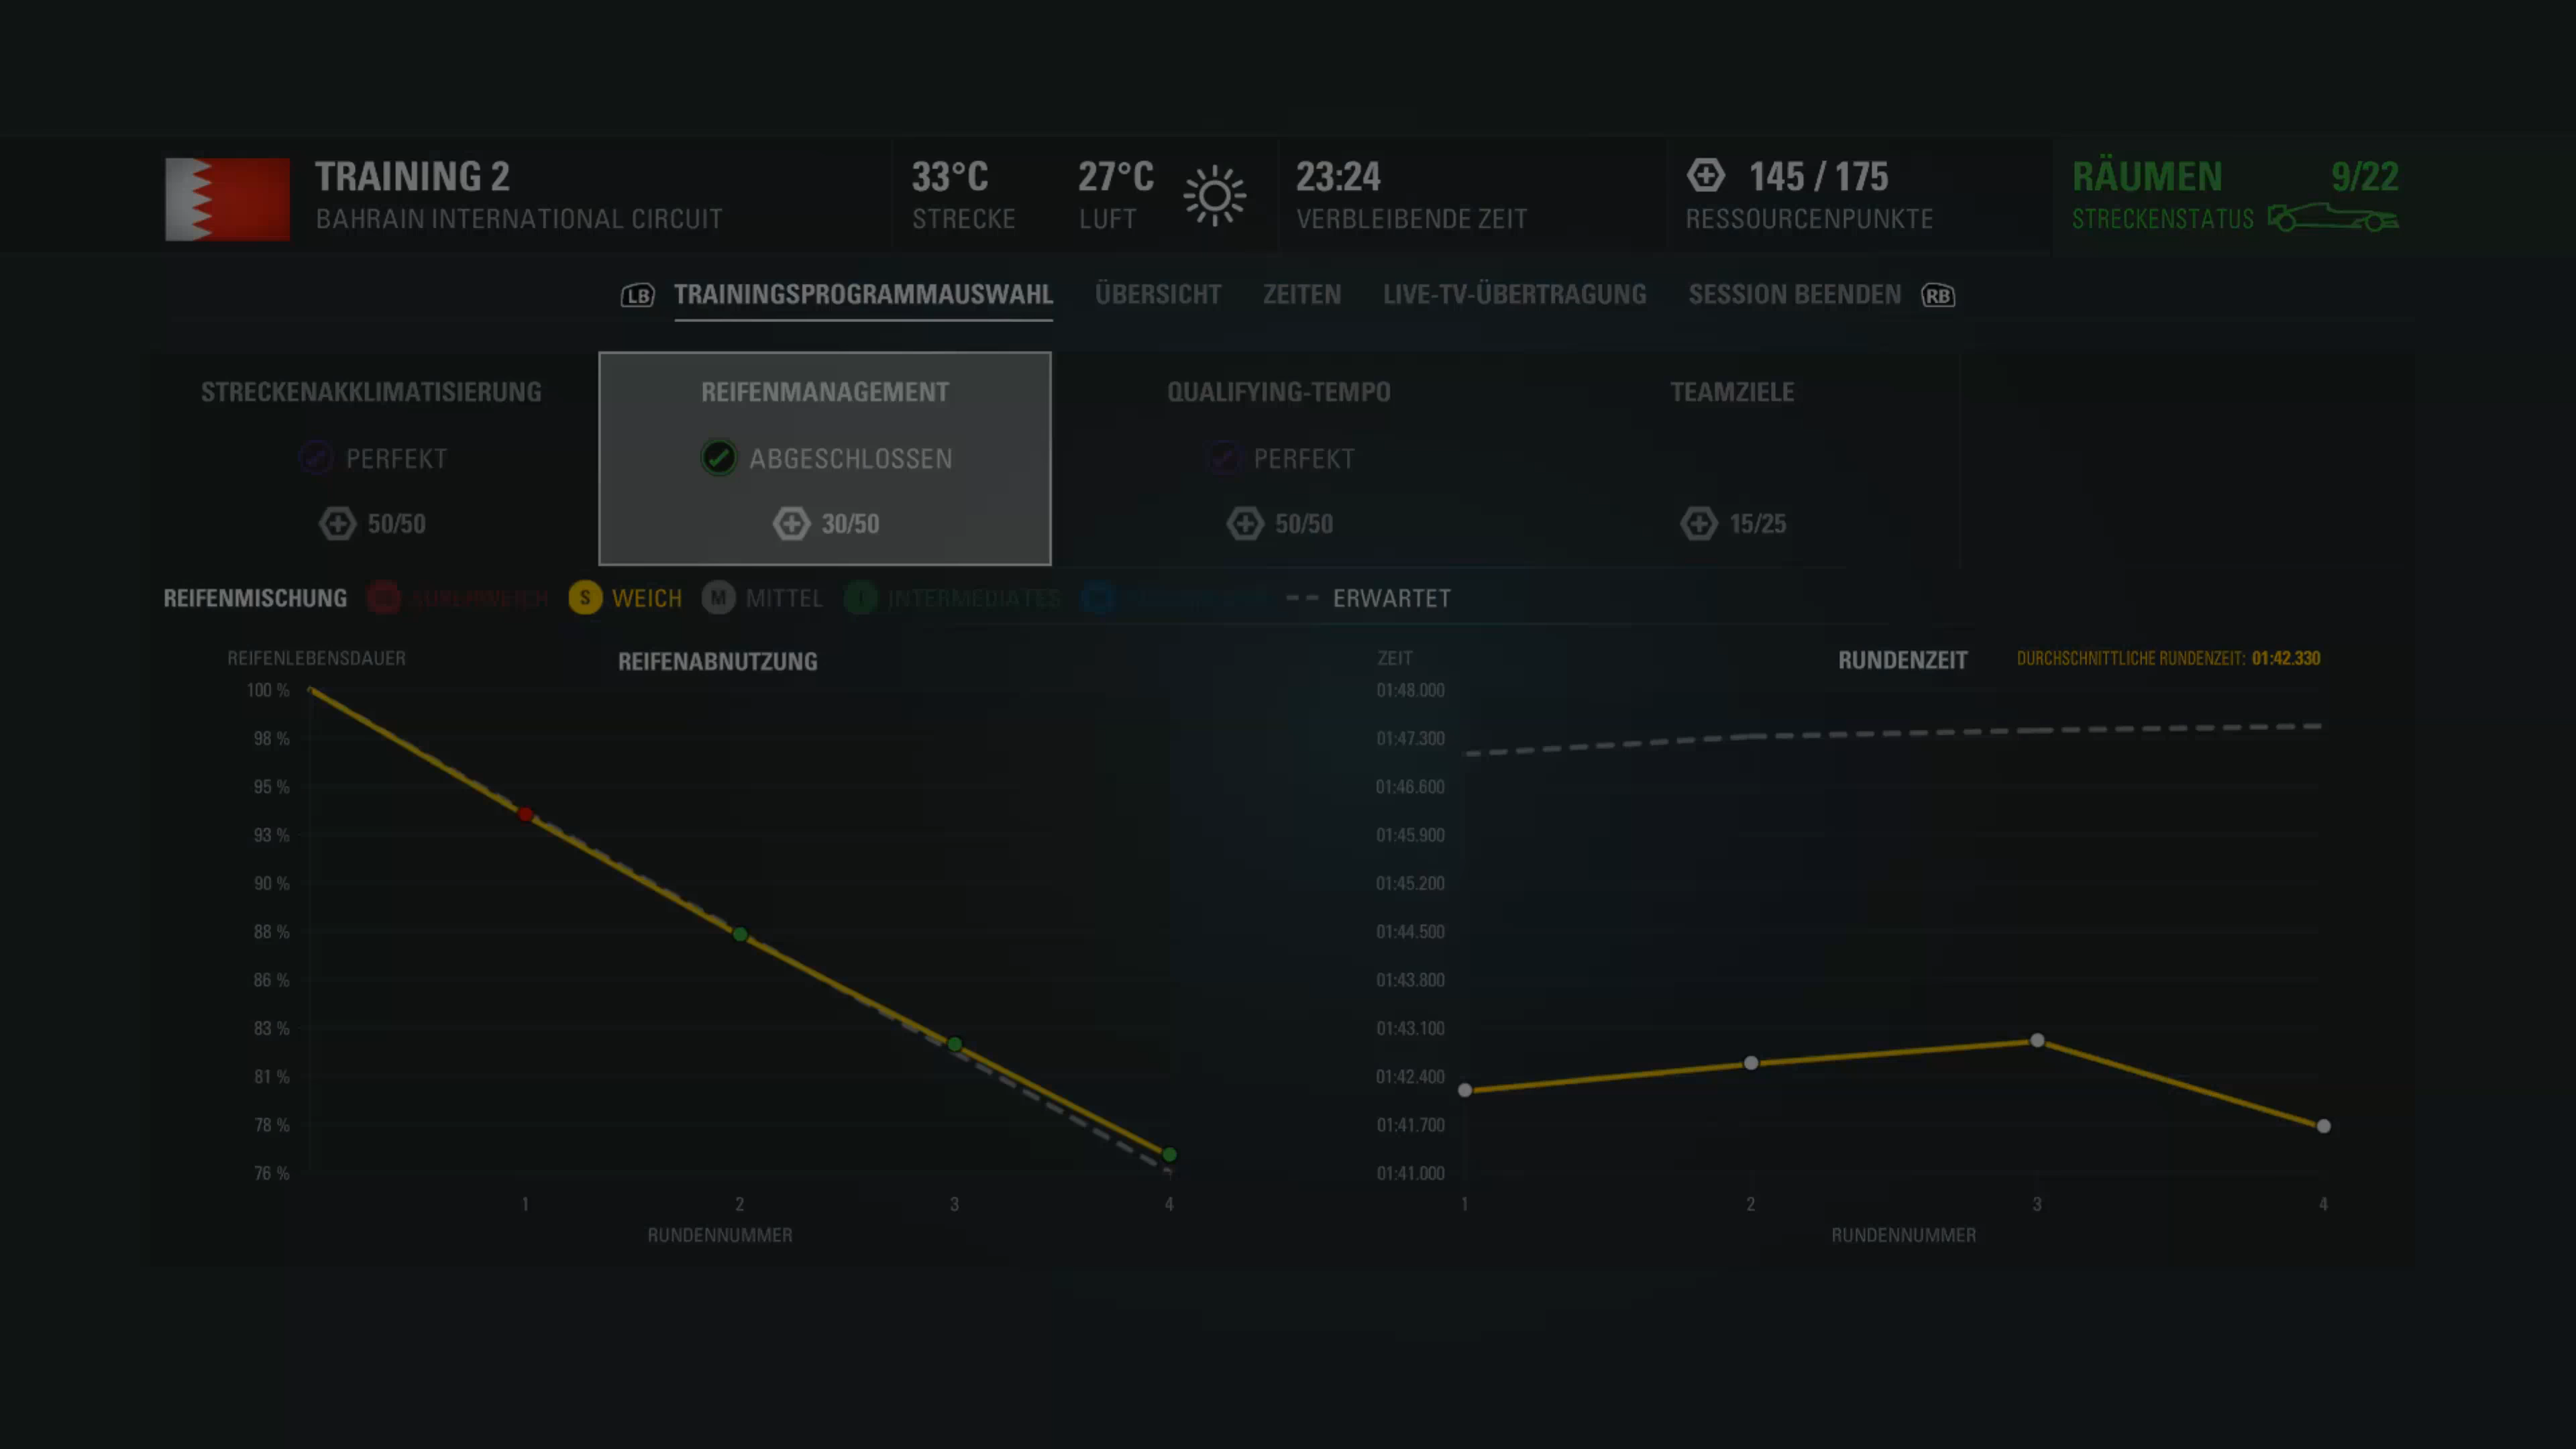 TRAINING 2
BAHRAIN INTERNATIONAL CIRCUIT
33°C
STRECKE
27°C
LUFT
23:24
VERBLEIBENDE ZEIT
145 / 175
RESSOURCENPUNKTE
RÄUMEN 9/22
STRECKENSTATUS
LB TRAININGSPROGRAMMAUSWAHL ÜBERSICHT ZEITEN LIVE-TV-ÜBERTRAGUNG SESSION BEENDEN RB
STRECKENAKKLIMATISIERUNG
PERFEKT
50/50
REIFENMANAGEMENT
ABGESCHLOSSEN
30/50
QUALIFYING-TEMPO
PERFEKT
50/50
TEAMZIELE
15/25
REIFENMISCHUNG SUPERWEICH S WEICH M MITTEL I INTERMEDIATES ERWARTET
REIFENLEBENSDAUER
REIFENABNUTZUNG
100 %
98 %
95 %
93 %
90 %
88 %
86 %
83 %
81 %
78 %
76 %
1 2 3 4
RUNDENNUMMER
ZEIT
RUNDENZEIT
DURCHSCHNITTLICHE RUNDENZEIT: 01:42.330
01:48.000
01:47.300
01:46.600
01:45.900
01:45.200
01:44.500
01:43.800
01:43.100
01:42.400
01:41.700
01:41.000
1 2 3 4
RUNDENNUMMER